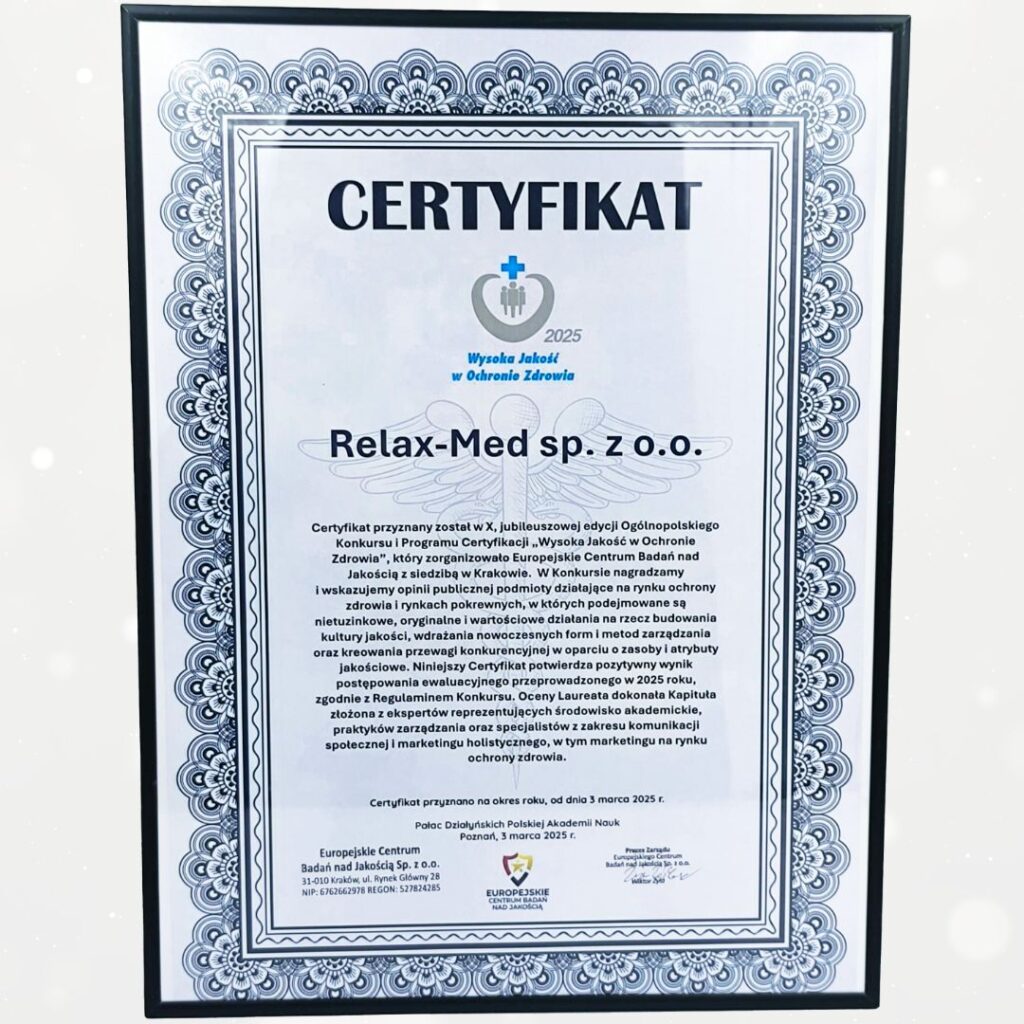 CERTYFIKAT
2025
Wysoka Jakość
w Ochronie Zdrowia
Relax-Med sp. z o.o.
Certyfikat przyznany został w X, jubileuszowej edycji Ogólnopolskiego
Konkursu i Programu Certyfikacji „Wysoka Jakość w Ochronie
Zdrowia”, który zorganizowało Europejskie Centrum Badań nad
Jakością z siedzibą w Krakowie. W Konkursie nagradzamy
i wskazujemy opinii publicznej podmioty działające na rynku ochrony
zdrowia i rynkach pokrewnych, w których podejmowane są
nietuzinkowe, oryginalne i wartościowe działania na rzecz budowania
kultury jakości, wdrażania nowoczesnych form i metod zarządzania
oraz kreowania przewagi konkurencyjnej w oparciu o zasoby i atrybuty
jakościowe. Niniejszy Certyfikat potwierdza pozytywny wynik
postępowania ewaluacyjnego przeprowadzonego w 2025 roku,
zgodnie z Regulaminem Konkursu. Oceny Laureata dokonała Kapituła
złożona z ekspertów reprezentujących środowisko akademickie,
praktyków zarządzania oraz specjalistów z zakresu komunikacji
społecznej i marketingu holistycznego, w tym marketingu na rynku
ochrony zdrowia.
Certyfikat przyznano na okres roku, od dnia 3 marca 2025 r.
Pałac Działyńskich Polskiej Akademii Nauk
Poznań, 3 marca 2025 r.
Europejskie Centrum
Badań nad Jakością Sp. z o.o.
31-010 Kraków, ul. Rynek Główny 28
NIP: 6762662978 REGON: 527824285
EUROPEJSKIE
CENTRUM BADAŃ
NAD JAKOŚCIĄ
Prezes Zarządu
Europejskiego Centrum
Badań nad Jakością Sp. z o.o.
Wiktor Żyło